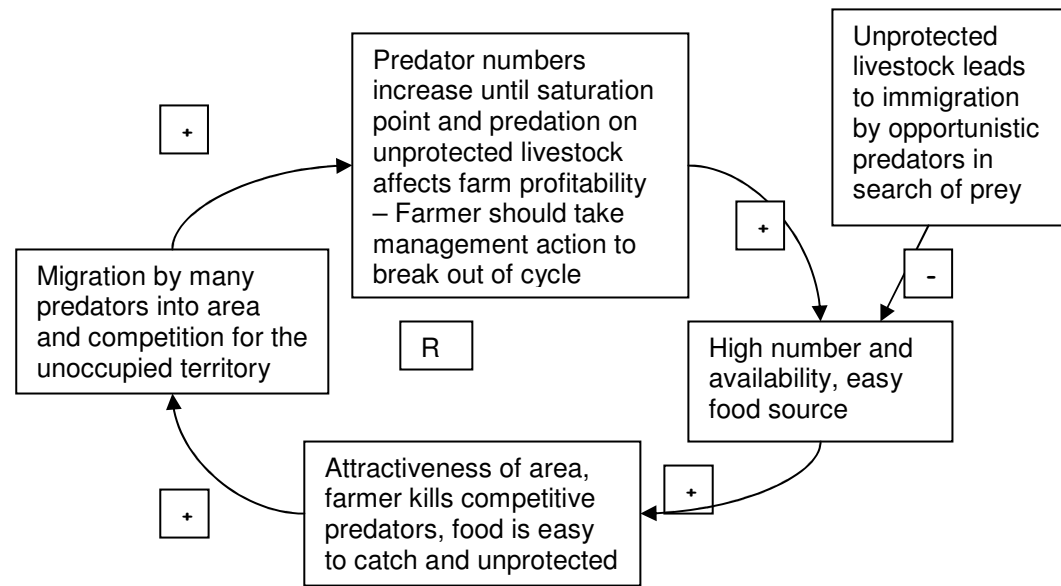 Predator numbers
increase until saturation
point and predation on
unprotected livestock
affects farm profitability
– Farmer should take
management action to
break out of cycle
Unprotected
livestock leads
to immigration
by opportunistic
predators in
search of prey
+
+
-
Migration by many
predators into area
and competition for the
unoccupied territory
R
High number and
availability, easy
food source
Attractiveness of area,
farmer kills competitive
predators, food is easy
to catch and unprotected
+
+